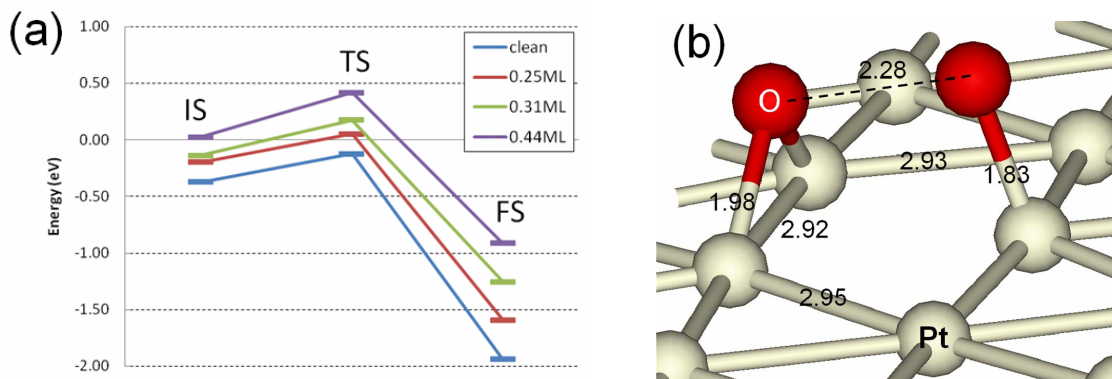 (a)
Energy (eV)
1.00
0.50
0.00
-0.50
-1.00
-1.50
-2.00
IS
TS
FS
clean
0.25ML
0.31ML
0.44ML
(b)
O
2.28
2.93
1.98
1.83
2.92
2.95
Pt